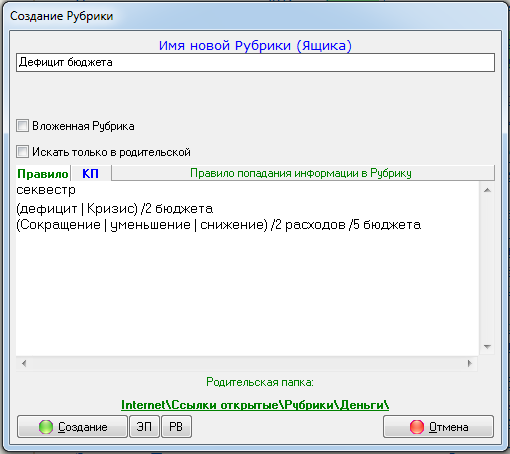 Создание Рубрики
Имя новой Рубрики (Ящика)
Дефицит бюджета
Вложенная Рубрика
Искать только в родительской
Правило КП Правило попадания информации в Рубрику
секвестр
(дефицит | Кризис) /2 бюджета
(Сокращение | уменьшение | снижение) /2 расходов /5 бюджета
Родительская папка:
Internet\Ссылки открытые\Рубрики\Деньги\
Создание ЭП РВ Отмена